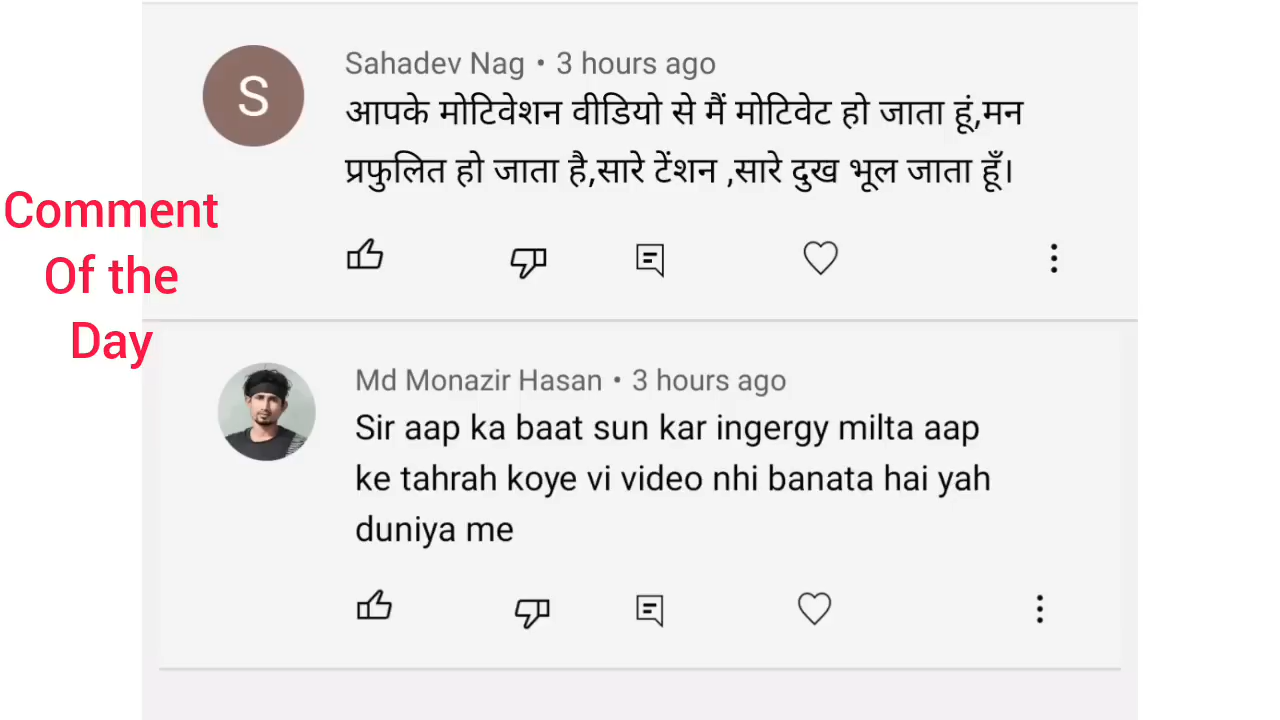 Comment
Of the
Day
S
Sahadev Nag • 3 hours ago
आपके मोटिवेशन वीडियो से मैं मोटिवेट हो जाता हूं,मन
प्रफुलित हो जाता है,सारे टेंशन ,सारे दुख भूल जाता हूँ।
Md Monazir Hasan • 3 hours ago
Sir aap ka baat sun kar ingergy milta aap
ke tahrah koye vi video nhi banata hai yah
duniya me